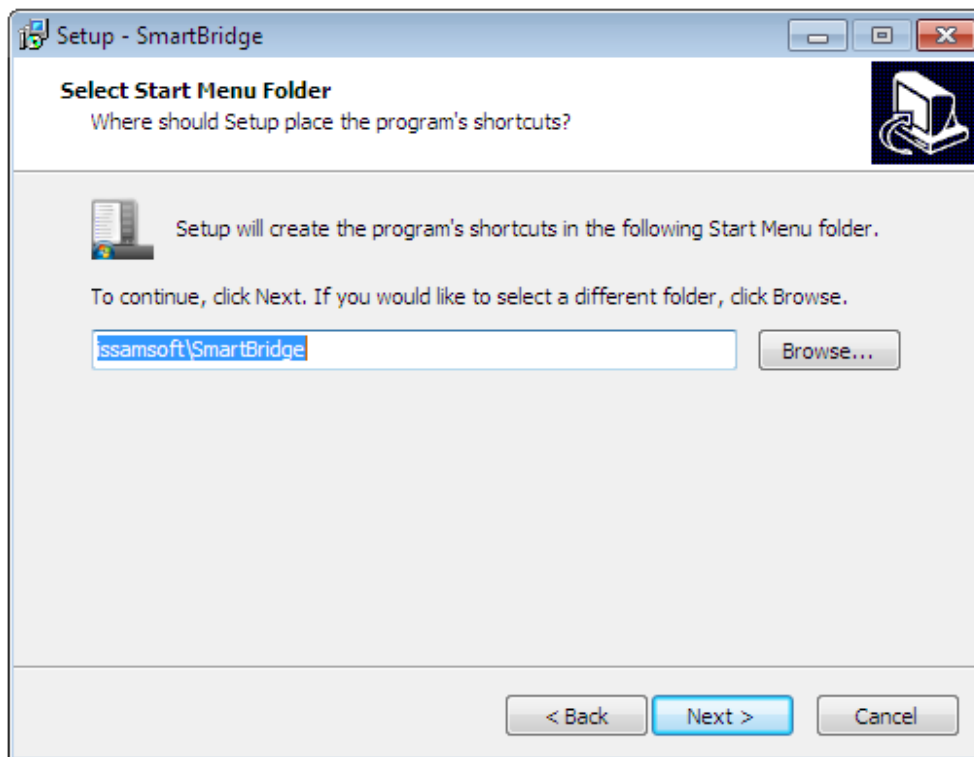 Setup - SmartBridge
Select Start Menu Folder
Where should Setup place the program's shortcuts?
Setup will create the program's shortcuts in the following Start Menu folder.
To continue, click Next. If you would like to select a different folder, click Browse.
issamsoft\SmartBridge
Browse...
< Back
Next >
Cancel